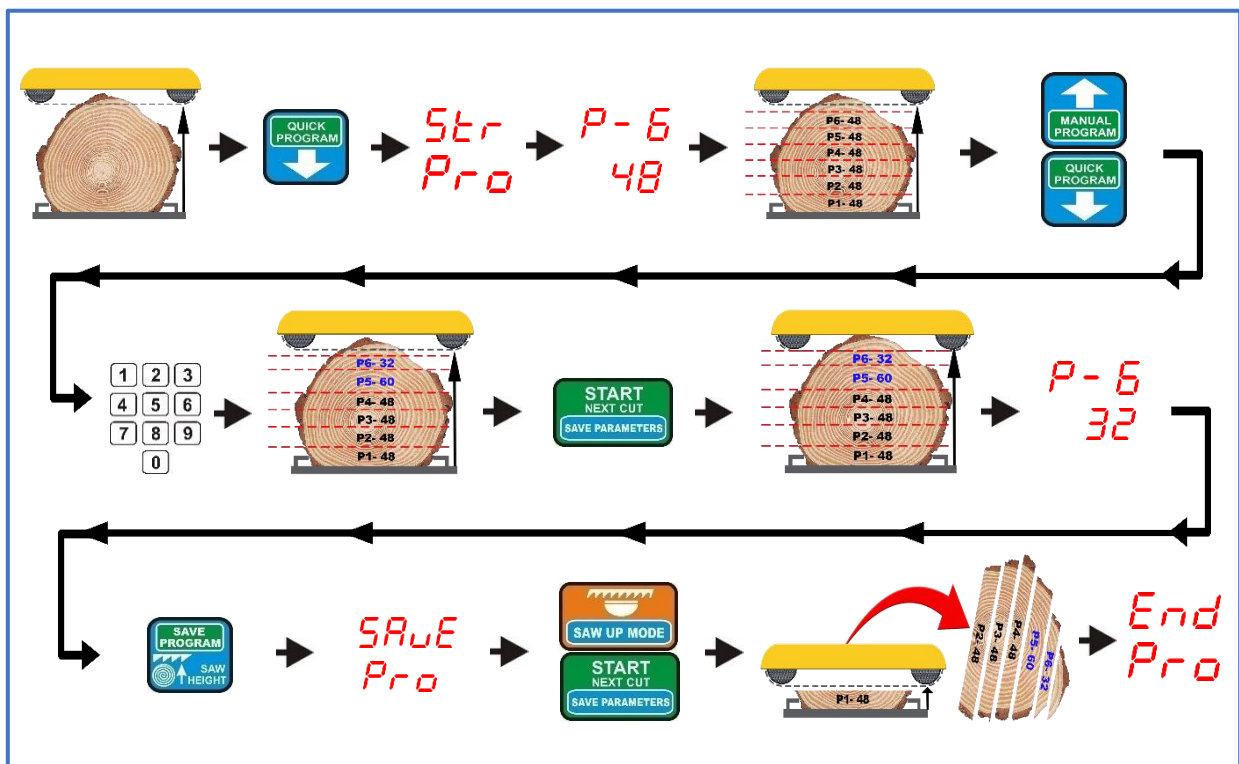 QUICK
PROGRAM
Str
Pro
P-6
48
P6- 48
P5- 48
P4- 48
P3- 48
P2- 48
P1- 48
MANUAL
PROGRAM
QUICK
PROGRAM
1 2 3
4 5 6
7 8 9
0
P6- 32
P5- 60
P4- 48
P3- 48
P2- 48
P1- 48
START
NEXT CUT
SAVE PARAMETERS
P6- 32
P5- 60
P4- 48
P3- 48
P2- 48
P1- 48
P-6
32
SAVE
PROGRAM
SAW
HEIGHT
SAvE
Pro
SAW UP MODE
START
NEXT CUT
SAVE PARAMETERS
P1- 48
P2- 48
P3- 48
P4- 48
P5- 60
P6- 32
End
Pro